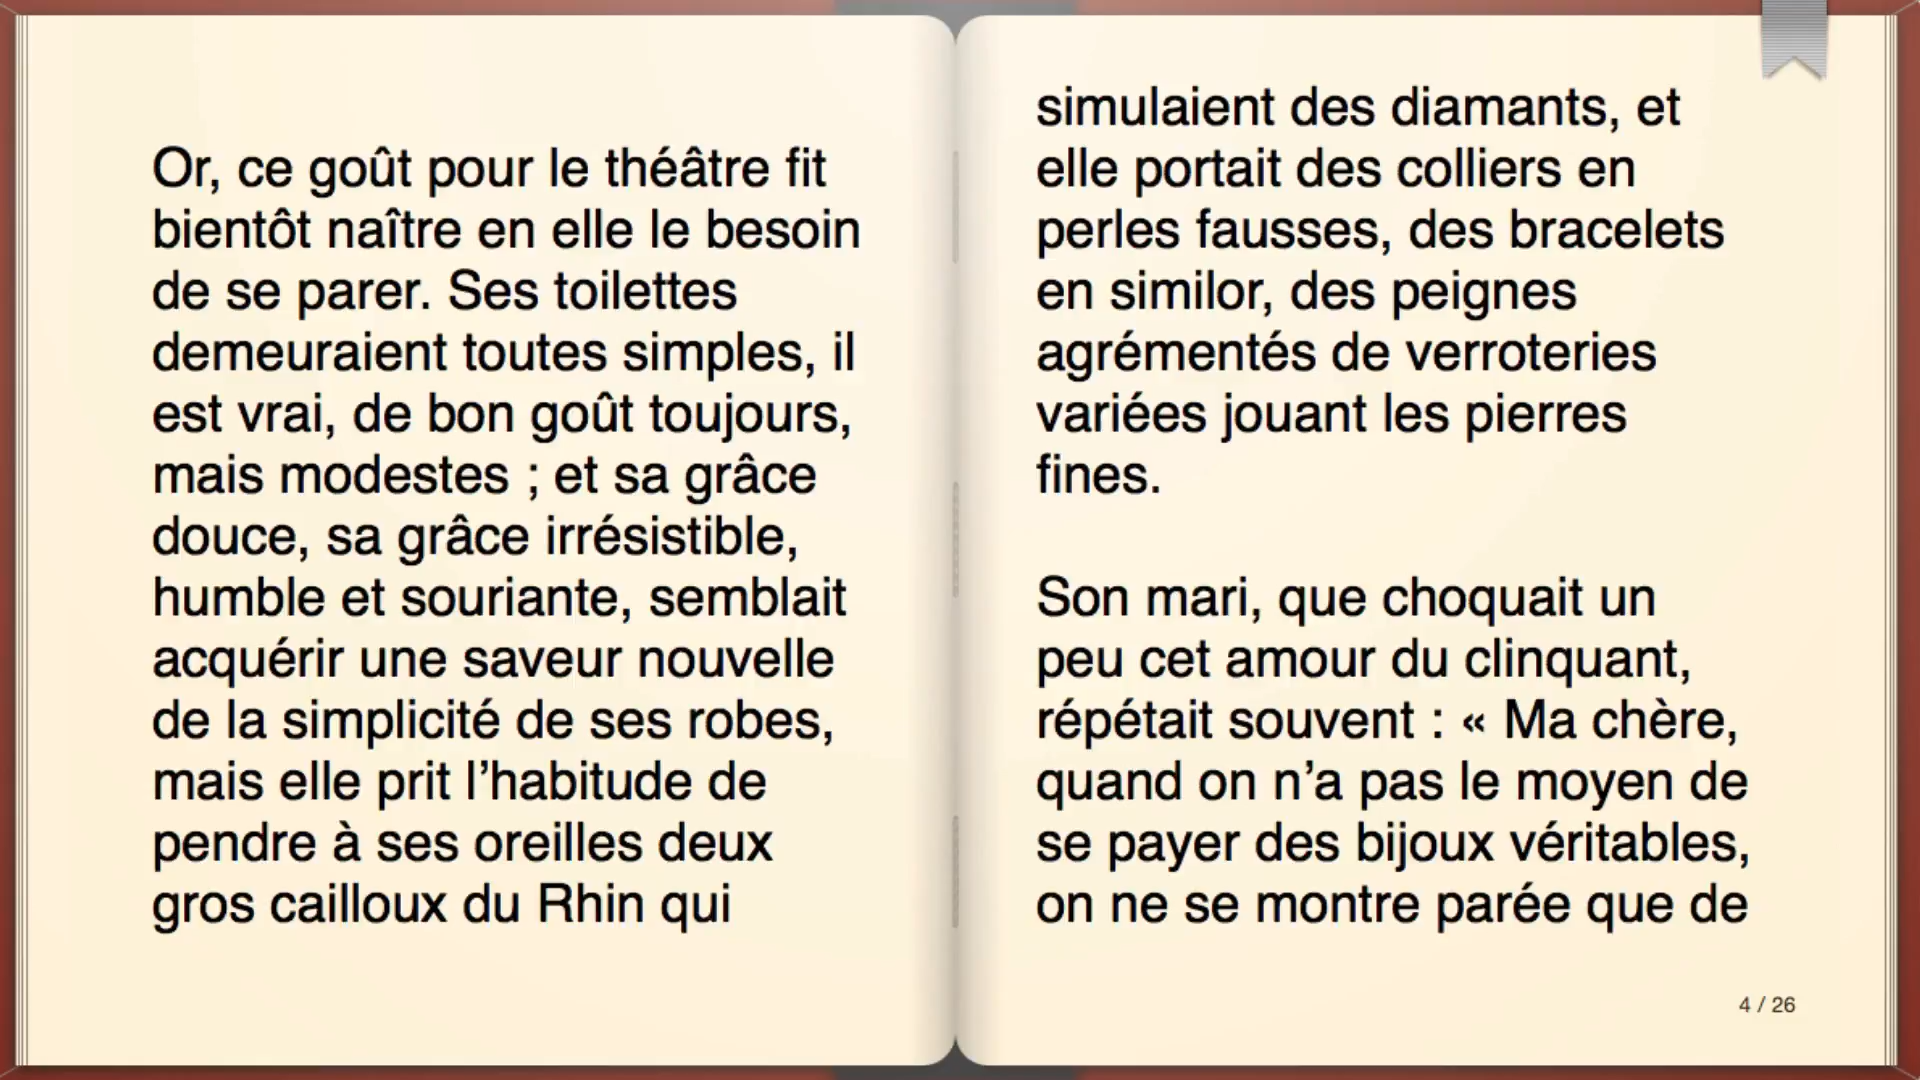 Or, ce goût pour le théâtre fit
bientôt naître en elle le besoin
de se parer. Ses toilettes
demeuraient toutes simples, il
est vrai, de bon goût toujours,
mais modestes ; et sa grâce
douce, sa grâce irrésistible,
humble et souriante, semblait
acquérir une saveur nouvelle
de la simplicité de ses robes,
mais elle prit l’habitude de
pendre à ses oreilles deux
gros cailloux du Rhin qui
simulaient des diamants, et
elle portait des colliers en
perles fausses, des bracelets
en similor, des peignes
agrémentés de verroteries
variées jouant les pierres
fines.
Son mari, que choquait un
peu cet amour du clinquant,
répétait souvent : « Ma chère,
quand on n’a pas le moyen de
se payer des bijoux véritables,
on ne se montre parée que de
4 / 26